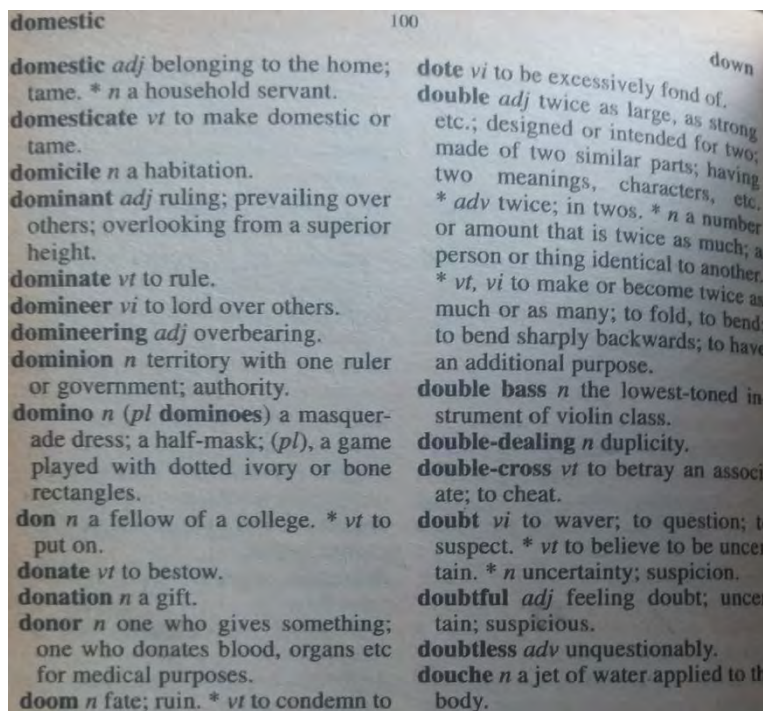 domestic
100
down
domestic adj belonging to the home;
tame. * n a household servant.
domesticate vt to make domestic or
tame.
domicile n a habitation.
dominant adj ruling; prevailing over
others; overlooking from a superior
height.
dominate vt to rule.
domineer vi to lord over others.
domineering adj overbearing.
dominion n territory with one ruler
or government; authority.
domino n (pl dominoes) a masquer-
ade dress; a half-mask; (pl), a game
played with dotted ivory or bone
rectangles.
don n a fellow of a college. * vt to
put on.
donate vt to bestow.
donation n a gift.
donor n one who gives something;
one who donates blood, organs etc
for medical purposes.
doom n fate; ruin. * vt to condemn to
dote vi to be excessively fond of.
double adj twice as large, as strong
etc.; designed or intended for two;
made of two similar parts; having
two meanings, characters, etc.
* adv twice; in twos. * n a number
or amount that is twice as much; a
person or thing identical to another.
* vt, vi to make or become twice as
much or as many; to fold, to bend;
to bend sharply backwards; to have
an additional purpose.
double bass n the lowest-toned in
strument of violin class.
double-dealing n duplicity.
double-cross vt to betray an associ
ate; to cheat.
doubt vi to waver; to question; t
suspect. * vt to believe to be uncer
tain. * n uncertainty; suspicion.
doubtful adj feeling doubt; uncer
tain; suspicious.
doubtless adv unquestionably.
douche n a jet of water applied to th
body.